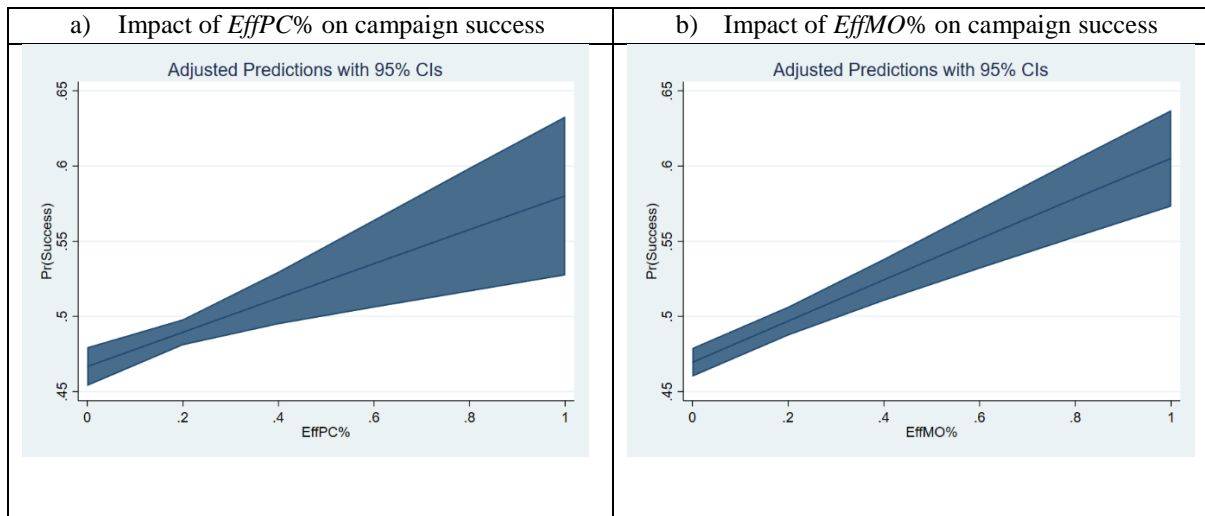 a) Impact of EffPC% on campaign success
Adjusted Predictions with 95% CIs
.65
.6
.55
.5
.45
Pr(Success)
0 .2 .4 .6 .8 1
EffPC%
b) Impact of EffMO% on campaign success
Adjusted Predictions with 95% CIs
.65
.6
.55
.5
.45
Pr(Success)
0 .2 .4 .6 .8 1
EffMO%